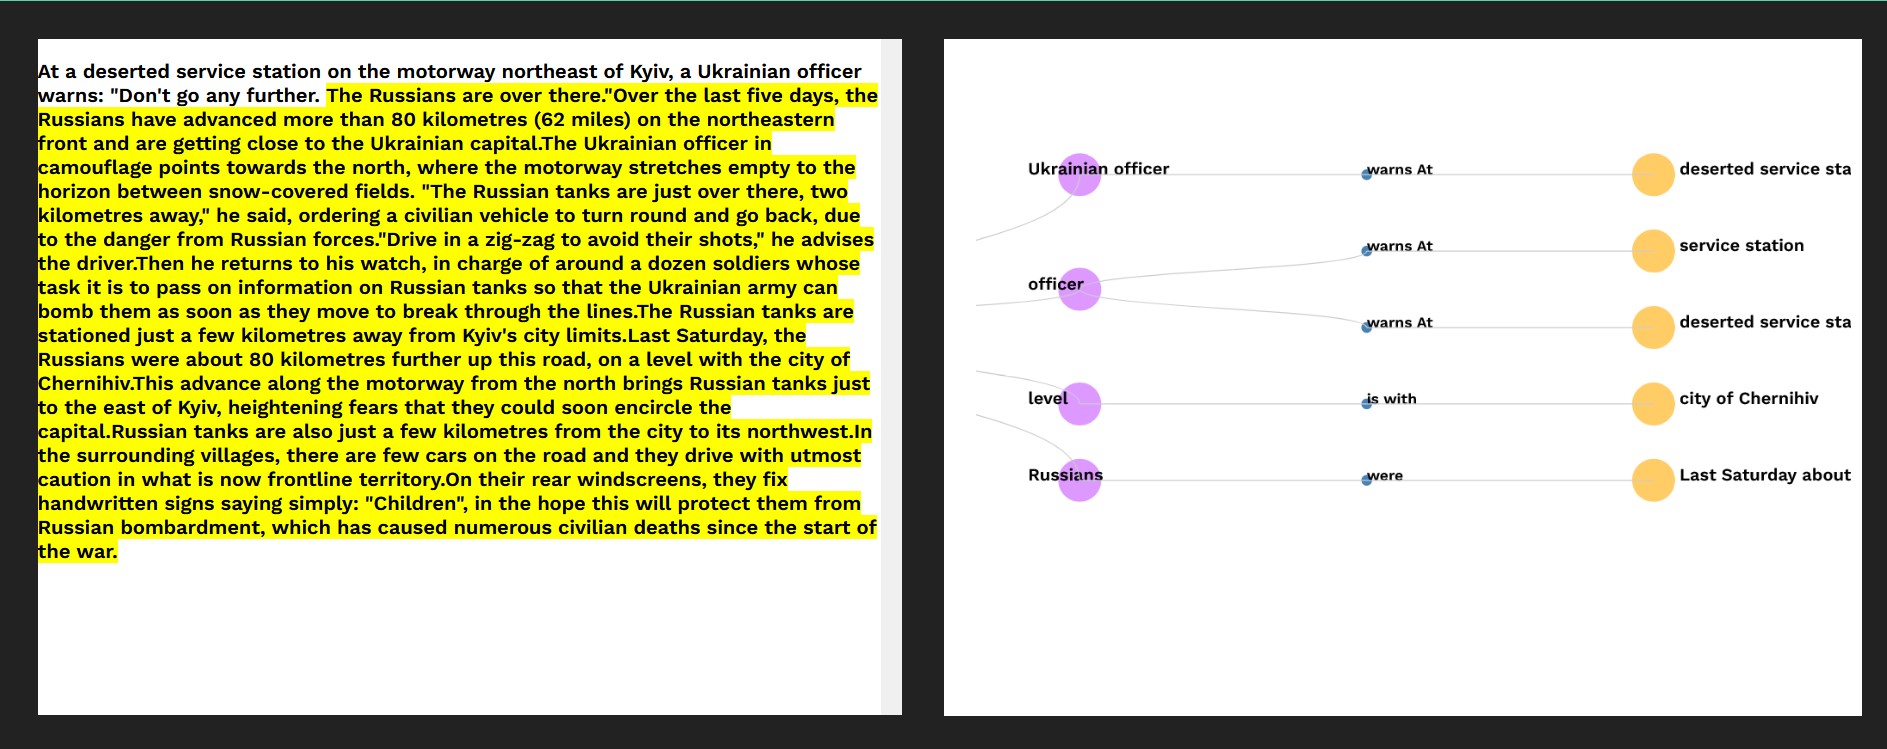 At a deserted service station on the motorway northeast of Kyiv, a Ukrainian officer
warns: "Don't go any further. The Russians are over there."Over the last five days, the
Russians have advanced more than 80 kilometres (62 miles) on the northeastern
front and are getting close to the Ukrainian capital.The Ukrainian officer in
camouflage points towards the north, where the motorway stretches empty to the
horizon between snow-covered fields. "The Russian tanks are just over there, two
kilometres away," he said, ordering a civilian vehicle to turn round and go back, due
to the danger from Russian forces."Drive in a zig-zag to avoid their shots," he advises
the driver.Then he returns to his watch, in charge of around a dozen soldiers whose
task it is to pass on information on Russian tanks so that the Ukrainian army can
bomb them as soon as they move to break through the lines.The Russian tanks are
stationed just a few kilometres away from Kyiv's city limits.Last Saturday, the
Russians were about 80 kilometres further up this road, on a level with the city of
Chernihiv.This advance along the motorway from the north brings Russian tanks just
to the east of Kyiv, heightening fears that they could soon encircle the
capital.Russian tanks are also just a few kilometres from the city to its northwest.In
the surrounding villages, there are few cars on the road and they drive with utmost
caution in what is now frontline territory.On their rear windscreens, they fix
handwritten signs saying simply: "Children", in the hope this will protect them from
Russian bombardment, which has caused numerous civilian deaths since the start of
the war.
Ukrainian officer
warns At
deserted service sta
warns At
service station
officer
warns At
deserted service sta
level
is with
city of Chernihiv
Russians
were
Last Saturday about